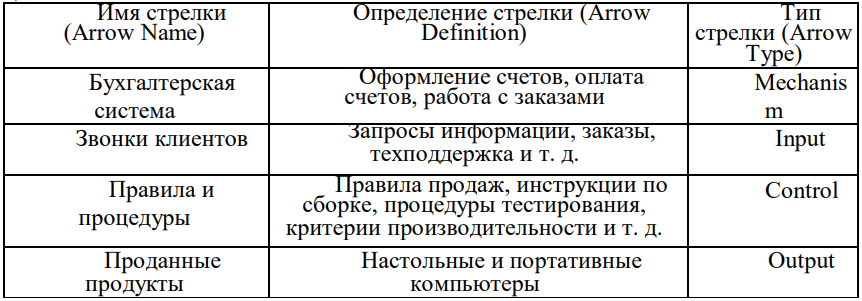 Имя стрелки
(Arrow Name)
Определение стрелки (Arrow
Definition)
Тип
стрелки (Arrow
Type)
Бухгалтерская
система
Оформление счетов, оплата
счетов, работа с заказами
Mechanis
m
Звонки клиентов
Запросы информации, заказы,
техподдержка и т. д.
Input
Правила и
процедуры
Правила продаж, инструкции по
сборке, процедуры тестирования,
критерии производительности и т. д.
Control
Проданные
продукты
Настольные и портативные
компьютеры
Output